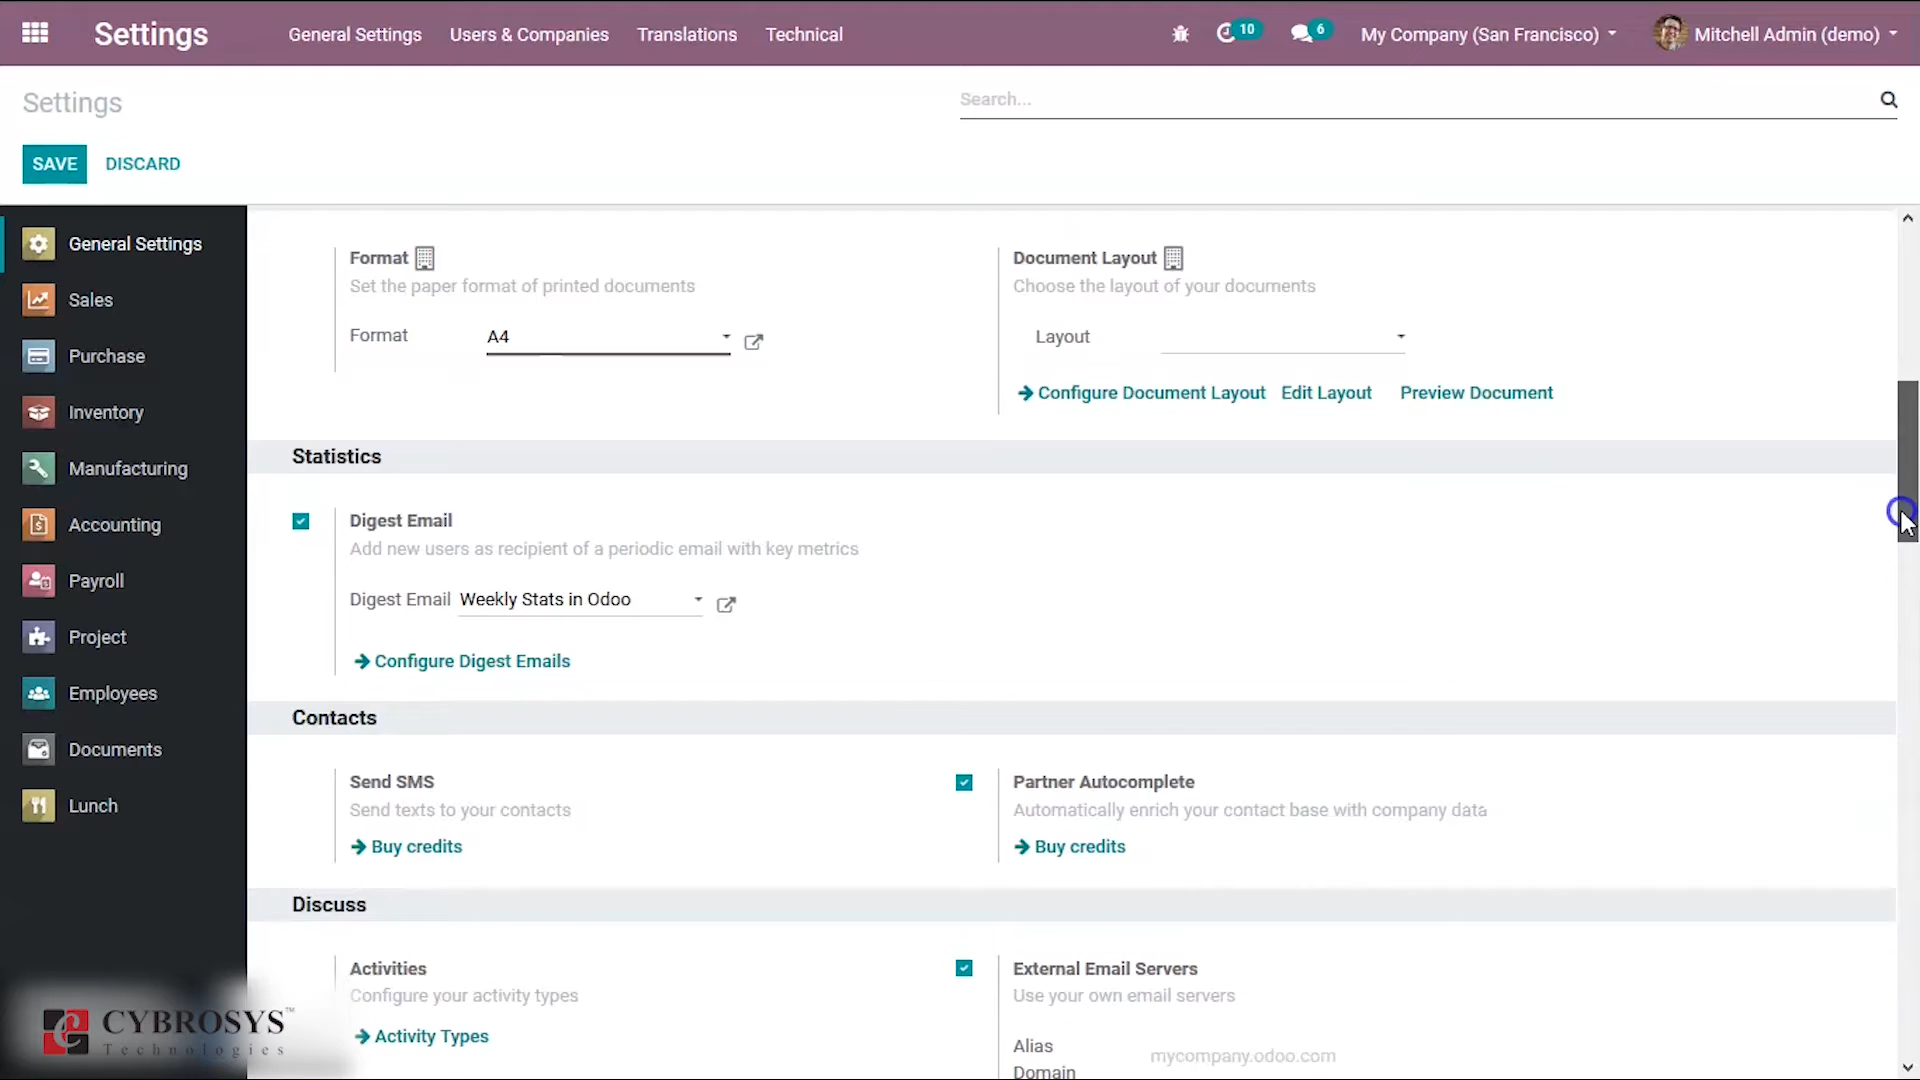 Settings
General Settings
Users & Companies
Translations
Technical
10
6
My Company (San Francisco)
Mitchell Admin (demo)
Settings
Search...
SAVE
DISCARD
General Settings
Sales
Purchase
Inventory
Manufacturing
Accounting
Payroll
Project
Employees
Documents
Lunch
Format
Set the paper format of printed documents
Format A4
Document Layout
Choose the layout of your documents
Layout
Configure Document Layout Edit Layout Preview Document
Statistics
Digest Email
Add new users as recipient of a periodic email with key metrics
Digest Email Weekly Stats in Odoo
Configure Digest Emails
Contacts
Send SMS
Send texts to your contacts
Buy credits
Partner Autocomplete
Automatically enrich your contact base with company data
Buy credits
Discuss
Activities
Configure your activity types
Activity Types
External Email Servers
Use your own email servers
Alias
Domain
mycompany.odoo.com
CYBROSYS™
Technologies